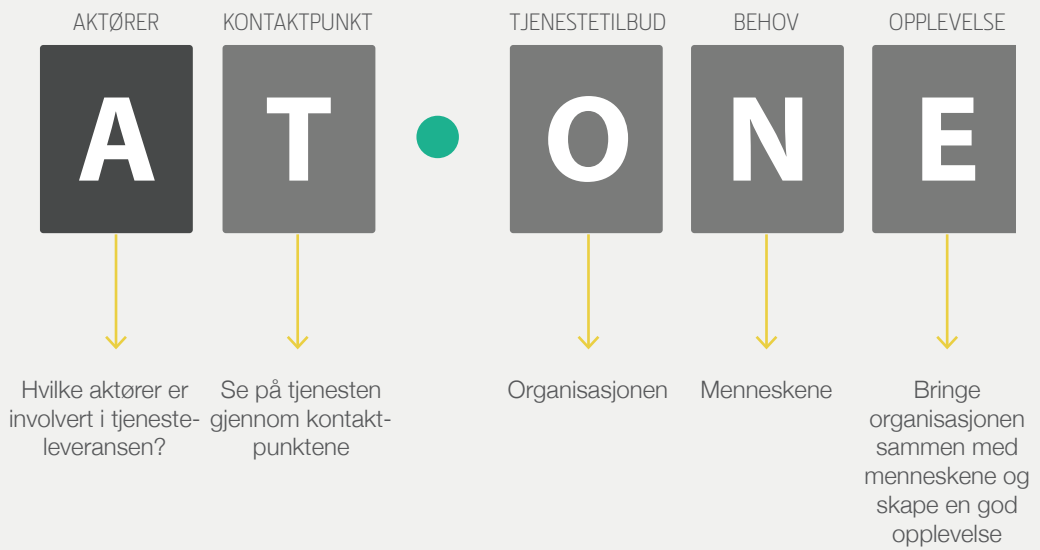 AKTØRER
KONTAKTPUNKT
TJENESTETILBUD
BEHOV
OPPLEVELSE
A
T
O
N
E
Hvilke aktører er
involvert i tjeneste-
leveransen?
Se på tjenesten
gjennom kontakt-
punktene
Organisasjonen
Menneskene
Bringe
organisasjonen
sammen med
menneskene og
skape en god
opplevelse